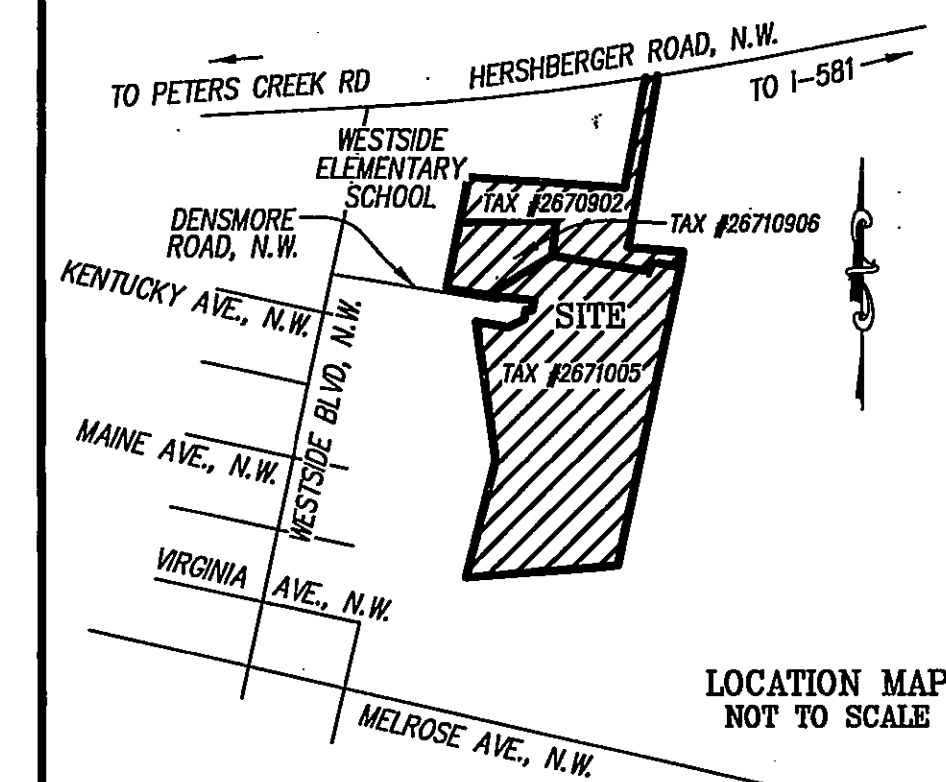 HERSHBERGER ROAD, N.W.
TO PETERS CREEK RD
TO I-581
WESTSIDE
ELEMENTARY
SCHOOL
TAX #2670902
DENSMORE
ROAD, N.W.
TAX #26710906
KENTUCKY AVE., N.W.
SITE
WESTSIDE BLVD, N.W.
TAX #2671005
MAINE AVE., N.W.
VIRGINIA AVE., N.W.
LOCATION MAP
NOT TO SCALE
MELROSE AVE., N.W.